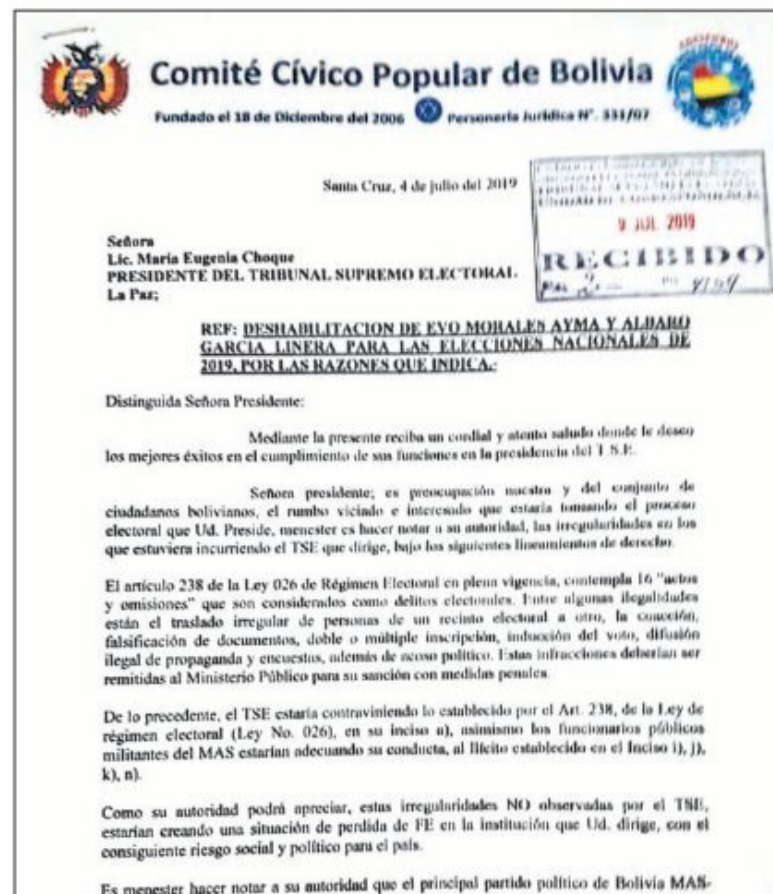 Comité Cívico Popular de Bolivia
Fundado el 18 de Diciembre del 2006 Personería Jurídica Nº. 331/07
Santa Cruz, 4 de julio del 2019
9 JUL. 2019
RECIBIDO
Señora
Lic. María Eugenia Choque
PRESIDENTE DEL TRIBUNAL SUPREMO ELECTORAL
La Paz;
REF: DESHABILITACION DE EVO MORALES AYMA Y ALBARO
GARCIA LINERA PARA LAS ELECCIONES NACIONALES DE
2019, POR LAS RAZONES QUE INDICA.-
Distinguida Señora Presidente:
Mediante la presente reciba un cordial y atento saludo donde le deseo
los mejores éxitos en el cumplimiento de sus funciones en la presidencia del T.S.E.
Señora presidente; es preocupación nuestra y del conjunto de
ciudadanos bolivianos, el rumbo viciado e interesado que estaría tomando el proceso
electoral que Ud. Preside, menester es hacer notar a su autoridad, las irregularidades en los
que estuviera incurriendo el TSE que dirige, bajo los siguientes lineamientos de derecho.
El artículo 238 de la Ley 026 de Régimen Electoral en plena vigencia, contempla 16 "actos
y omisiones" que son considerados como delitos electorales. Entre algunas ilegalidades
están el traslado irregular de personas de un recinto electoral a otro, la coacción,
falsificación de documentos, doble o múltiple inscripción, inducción del voto, difusión
ilegal de propaganda y encuestas, además de acoso político. Estas infracciones deberían ser
remitidas al Ministerio Público para su sanción con medidas penales.
De lo precedente, el TSE estaría contraviniendo lo establecido por el Art. 238, de la Ley de
régimen electoral (Ley No. 026), en su inciso a), asimismo los funcionarios públicos
militantes del MAS estarían adecuando su conducta, al ilícito establecido en el Inciso i), j),
k), n).
Como su autoridad podrá apreciar, estas irregularidades NO observadas por el TSE,
estarían creando una situación de perdida de FE en la institución que Ud. dirige, con el
consiguiente riesgo social y político para el país.
Es menester hacer notar a su autoridad que el principal partido político de Bolivia MAS-